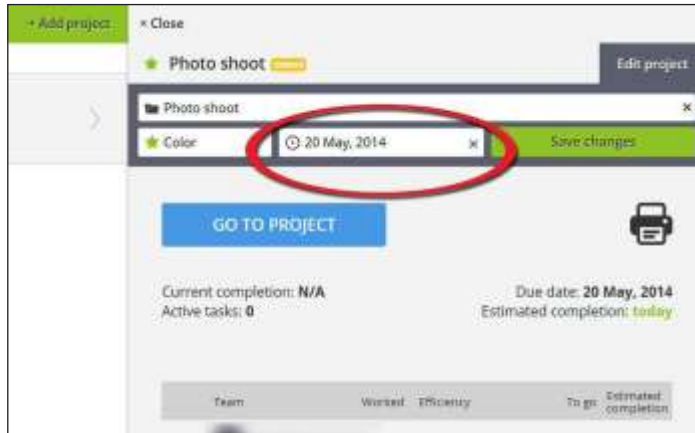 + Add project
× Close
Photo shoot
Edit project
Photo shoot ×
Color
20 May, 2014 ×
Save changes
GO TO PROJECT
Current completion: N/A
Due date: 20 May, 2014
Active tasks: 0
Estimated completion: today
Team Worked Efficiency To go Estimated completion